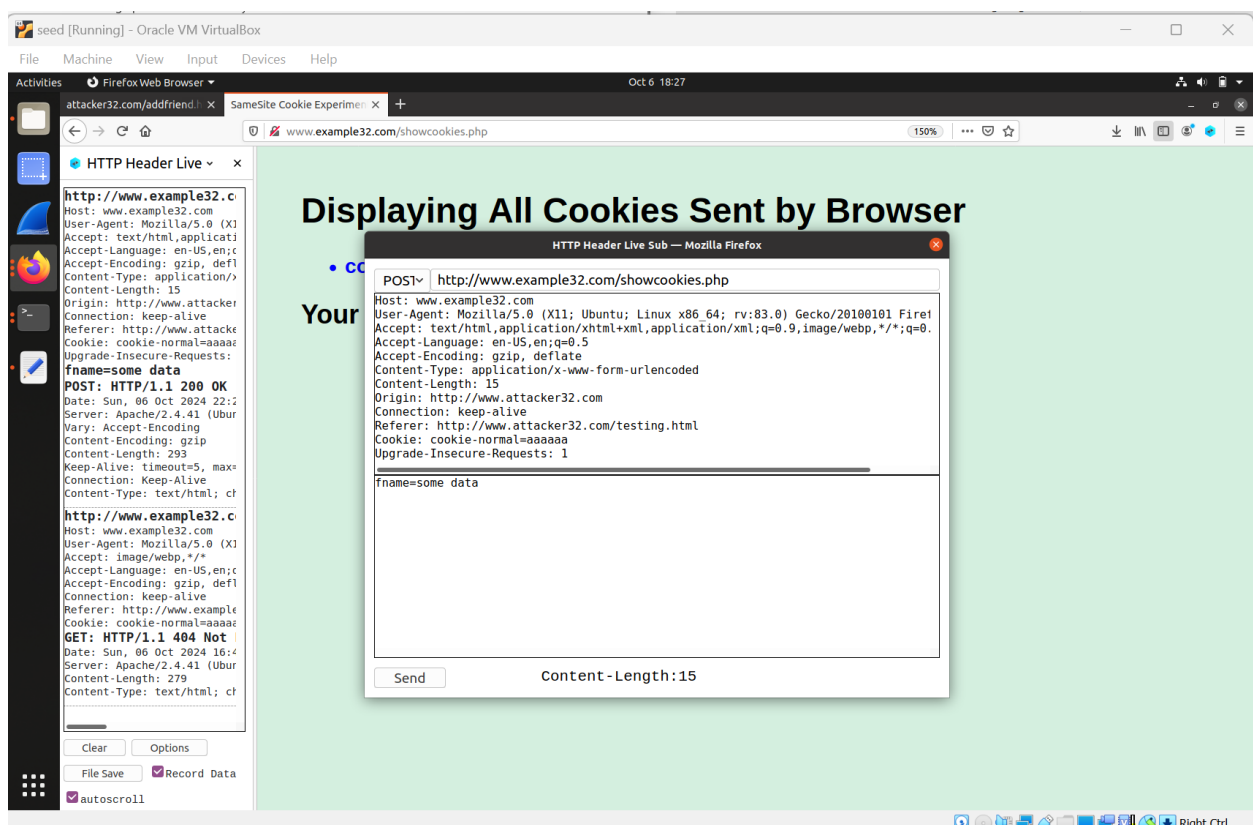 seed [Running] - Oracle VM VirtualBox
File Machine View Input Devices Help
Activities Firefox Web Browser Oct 6 18:27
attacker32.com/addfriend.h SameSite Cookie Experimen
www.example32.com/showcookies.php 150%
HTTP Header Live
http://www.example32.c
Host: www.example32.com
User-Agent: Mozilla/5.0 (X1
Accept: text/html,applicati
Accept-Language: en-US,en;q
Accept-Encoding: gzip, defl
Content-Type: application/x
Content-Length: 15
Origin: http://www.attacker
Connection: keep-alive
Referer: http://www.attacke
Cookie: cookie-normal=aaaaa
Upgrade-Insecure-Requests:
fname=some data
POST: HTTP/1.1 200 OK
Date: Sun, 06 Oct 2024 22:2
Server: Apache/2.4.41 (Ubun
Vary: Accept-Encoding
Content-Encoding: gzip
Content-Length: 293
Keep-Alive: timeout=5, max=
Connection: Keep-Alive
Content-Type: text/html; ch
http://www.example32.c
Host: www.example32.com
User-Agent: Mozilla/5.0 (X1
Accept: image/webp,*/*
Accept-Language: en-US,en;q
Accept-Encoding: gzip, defl
Connection: keep-alive
Referer: http://www.example
Cookie: cookie-normal=aaaaa
GET: HTTP/1.1 404 Not
Date: Sun, 06 Oct 2024 16:4
Server: Apache/2.4.41 (Ubun
Content-Length: 279
Content-Type: text/html; ch
Clear Options
File Save Record Data
autoscroll
Displaying All Cookies Sent by Browser
• co
Your
HTTP Header Live Sub — Mozilla Firefox
POST http://www.example32.com/showcookies.php
Host: www.example32.com
User-Agent: Mozilla/5.0 (X11; Ubuntu; Linux x86_64; rv:83.0) Gecko/20100101 Firef
Accept: text/html,application/xhtml+xml,application/xml;q=0.9,image/webp,*/*;q=0.
Accept-Language: en-US,en;q=0.5
Accept-Encoding: gzip, deflate
Content-Type: application/x-www-form-urlencoded
Content-Length: 15
Origin: http://www.attacker32.com
Connection: keep-alive
Referer: http://www.attacker32.com/testing.html
Cookie: cookie-normal=aaaaaa
Upgrade-Insecure-Requests: 1
fname=some data
Send Content-Length:15
Right Ctrl